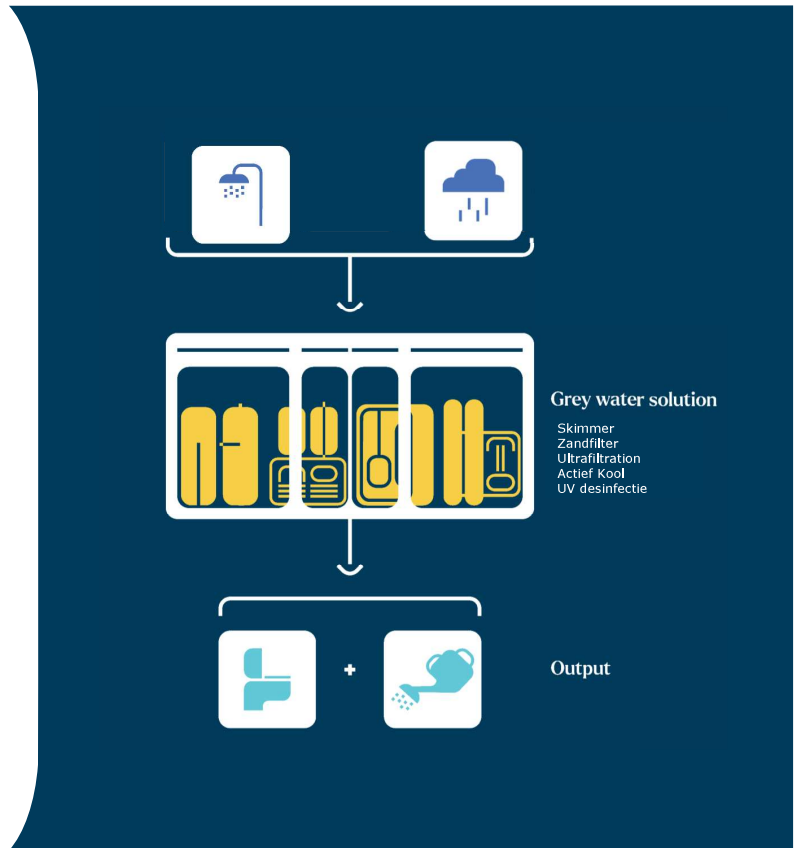 Grey water solution
Skimmer
Zandfilter
Ultrafiltration
Actief Kool
UV desinfectie
+
Output